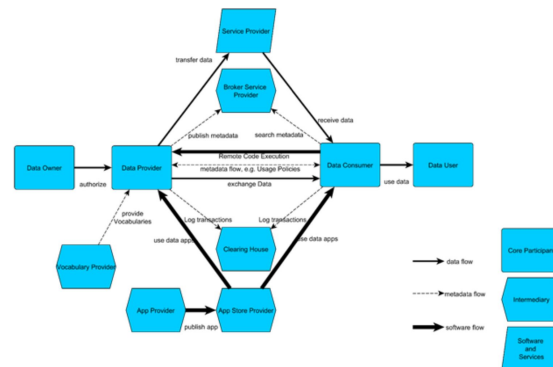 Service Provider
transfer data
Broker Service
Provider
receive data
publish metadata
search metadata
Data Owner
authorize
Data Provider
Remote Code Execution
metadata flow, e.g. Usage Policies
exchange Data
Data Consumer
use data
Data User
provide
Vocabularies
Log transactions
Log transactions
use data apps
use data apps
Clearing House
Vocabulary Provider
App Provider
publish app
App Store Provider
data flow
metadata flow
software flow
Core Participant
Intermediary
Software
and
Services